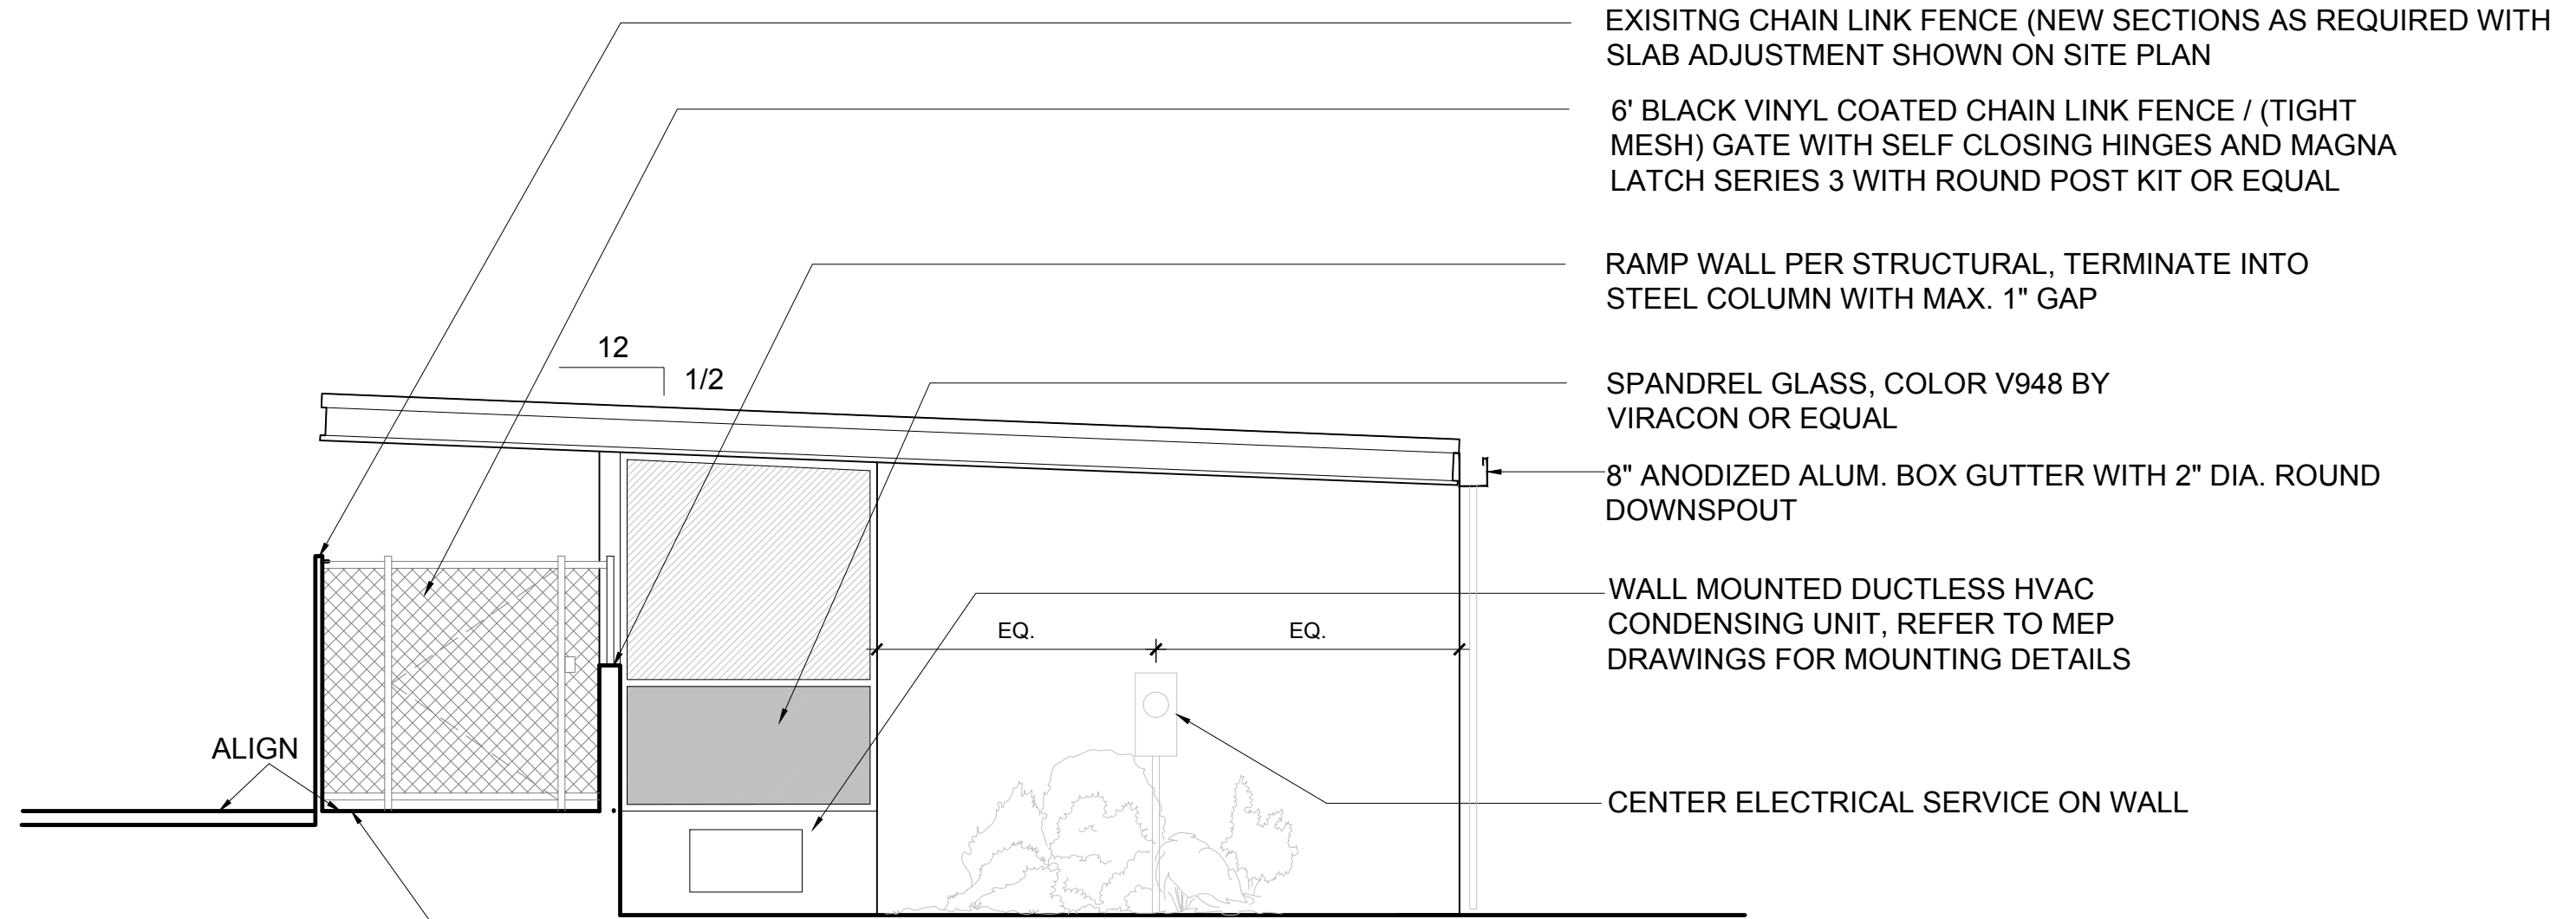 EXISITNG CHAIN LINK FENCE (NEW SECTIONS AS REQUIRED WITH
SLAB ADJUSTMENT SHOWN ON SITE PLAN
6' BLACK VINYL COATED CHAIN LINK FENCE / (TIGHT
MESH) GATE WITH SELF CLOSING HINGES AND MAGNA
LATCH SERIES 3 WITH ROUND POST KIT OR EQUAL
RAMP WALL PER STRUCTURAL, TERMINATE INTO
STEEL COLUMN WITH MAX. 1" GAP
12
1/2
SPANDREL GLASS, COLOR V948 BY
VIRACON OR EQUAL
8" ANODIZED ALUM. BOX GUTTER WITH 2" DIA. ROUND
DOWNSPOUT
WALL MOUNTED DUCTLESS HVAC
CONDENSING UNIT, REFER TO MEP
DRAWINGS FOR MOUNTING DETAILS
EQ.
EQ.
ALIGN
CENTER ELECTRICAL SERVICE ON WALL